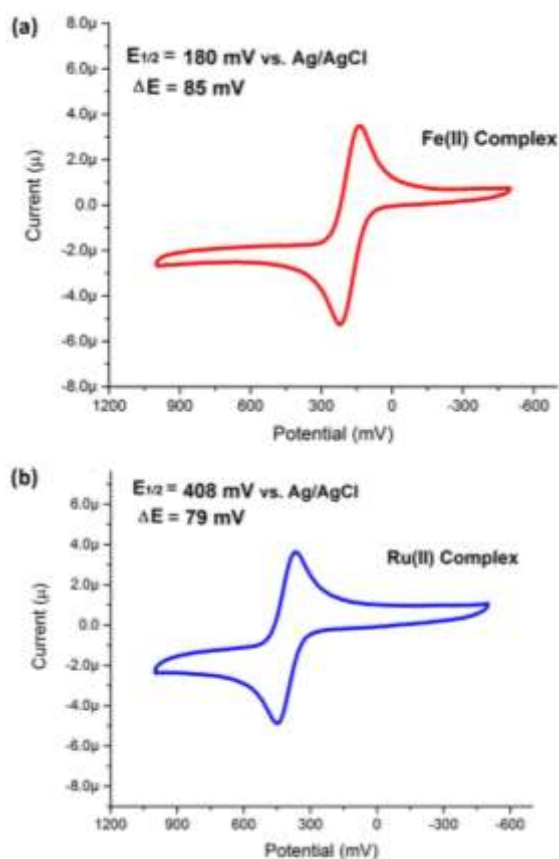 (a)
8.0μ
E1/2 = 180 mV vs. Ag/AgCl
ΔE = 85 mV
6.0μ
4.0μ
Fe(II) Complex
2.0μ
0.0
-2.0μ
-4.0μ
-6.0μ
-8.0μ
Current (μ)
1200 900 600 300 0 -300 -600
Potential (mV)
(b)
E1/2 = 408 mV vs. Ag/AgCl
ΔE = 79 mV
6.0μ
4.0μ
Ru(II) Complex
2.0μ
0.0
-2.0μ
-4.0μ
-6.0μ
-8.0μ
Current (μ)
1200 900 600 300 0 -300 -600
Potential (mV)